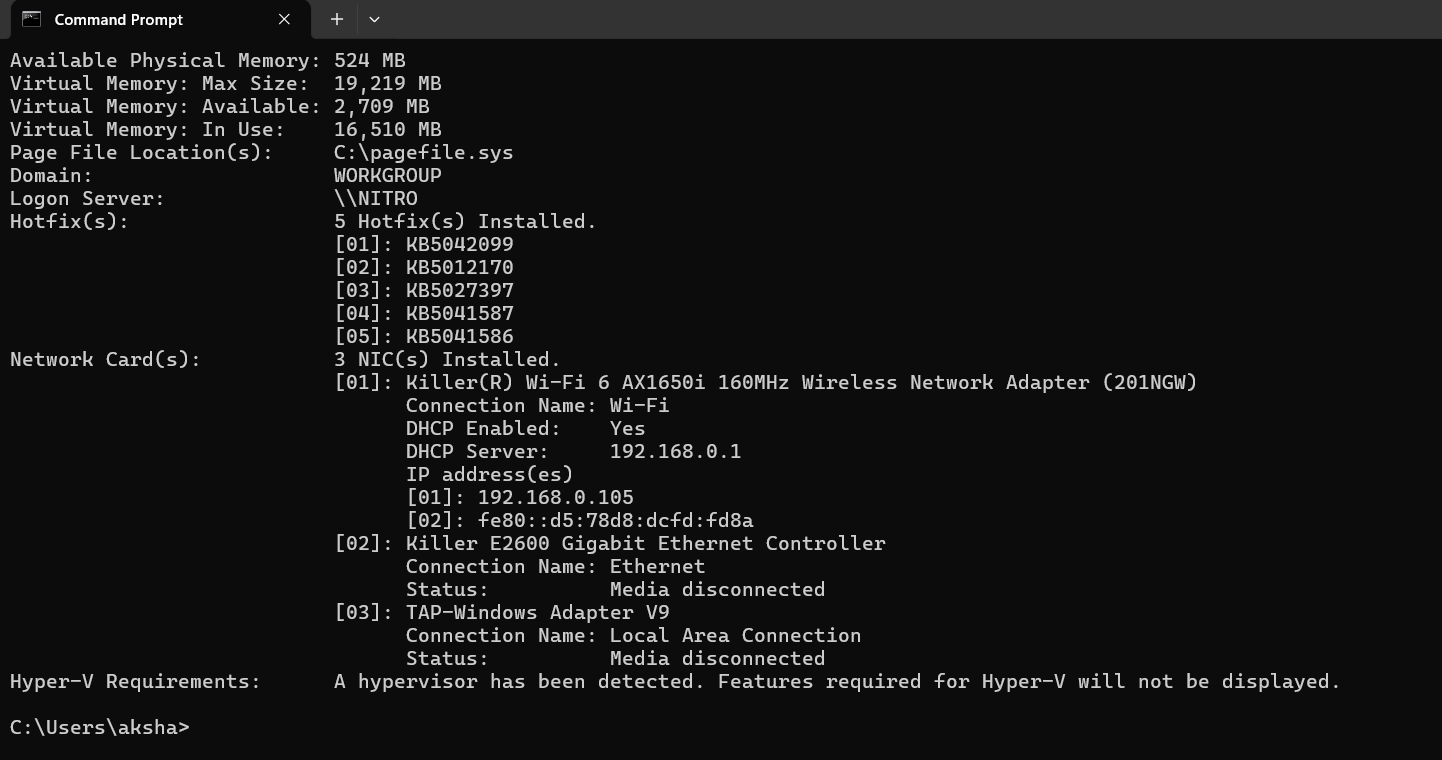 Command Prompt
Available Physical Memory: 524 MB
Virtual Memory: Max Size:  19,219 MB
Virtual Memory: Available: 2,709 MB
Virtual Memory: In Use:    16,510 MB
Page File Location(s):     C:\pagefile.sys
Domain:                    WORKGROUP
Logon Server:              \\NITRO
Hotfix(s):                 5 Hotfix(s) Installed.
                           [01]: KB5042099
                           [02]: KB5012170
                           [03]: KB5027397
                           [04]: KB5041587
                           [05]: KB5041586
Network Card(s):           3 NIC(s) Installed.
                           [01]: Killer(R) Wi-Fi 6 AX1650i 160MHz Wireless Network Adapter (201NGW)
                                 Connection Name: Wi-Fi
                                 DHCP Enabled:    Yes
                                 DHCP Server:     192.168.0.1
                                 IP address(es)
                                 [01]: 192.168.0.105
                                 [02]: fe80::d5:78d8:dcfd:fd8a
                           [02]: Killer E2600 Gigabit Ethernet Controller
                                 Connection Name: Ethernet
                                 Status:          Media disconnected
                           [03]: TAP-Windows Adapter V9
                                 Connection Name: Local Area Connection
                                 Status:          Media disconnected
Hyper-V Requirements:      A hypervisor has been detected. Features required for Hyper-V will not be displayed.
C:\Users\aksha>